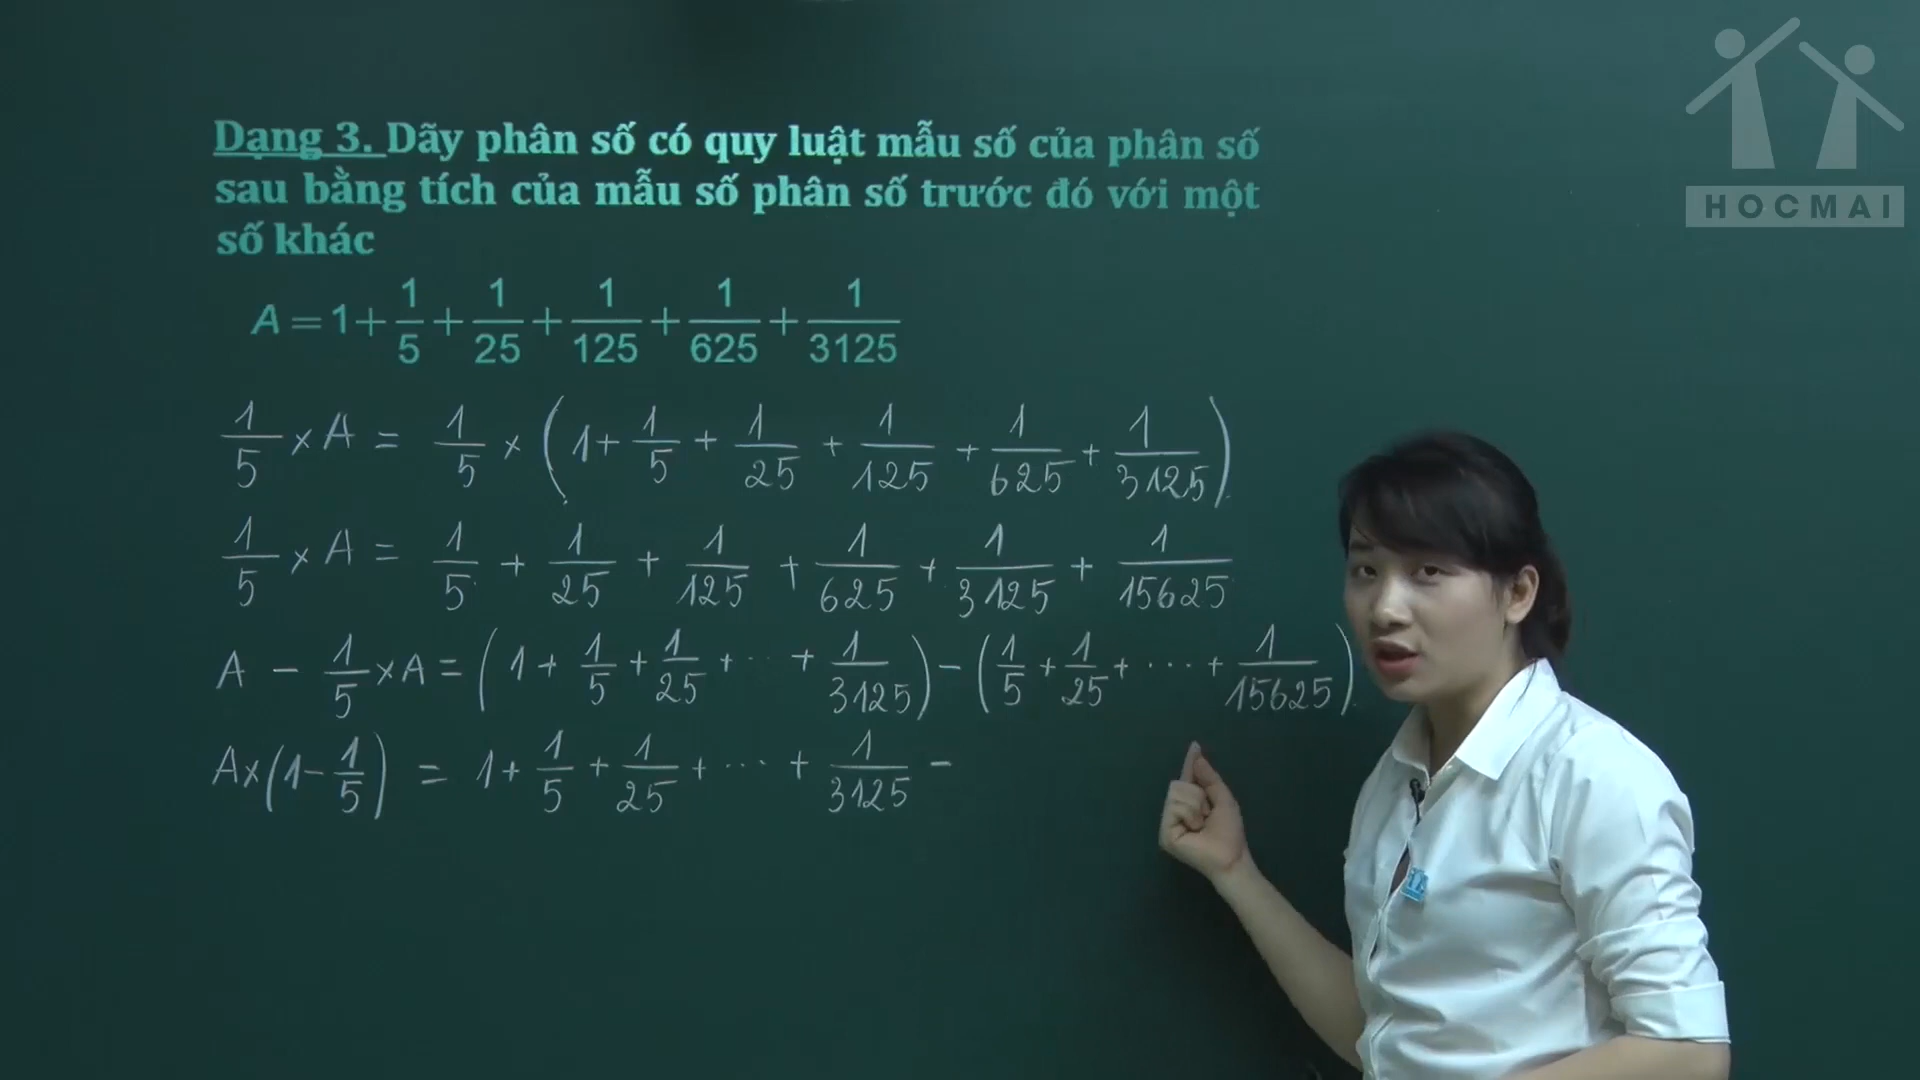 HOCMAI
Dạng 3. Dãy phân số có quy luật mẫu số của phân số
sau bằng tích của mẫu số phân số trước đó với một
số khác
A = 1 + 1/5 + 1/25 + 1/125 + 1/625 + 1/3125
1/5 × A = 1/5 × (1 + 1/5 + 1/25 + 1/125 + 1/625 + 1/3125)
1/5 × A = 1/5 + 1/25 + 1/125 + 1/625 + 1/3125 + 1/15625
A − 1/5 × A = (1 + 1/5 + 1/25 + ... + 1/3125) − (1/5 + 1/25 + ... + 1/15625)
A × (1 − 1/5) = 1 + 1/5 + 1/25 + ... + 1/3125 −